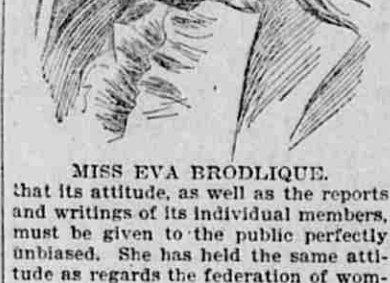 MISS EVA BRODLIQUE.
that its attitude, as well as the reports
and writings of its individual members,
must be given to the public perfectly
unbiased. She has held the same atti-
tude as regards the federation of wom-